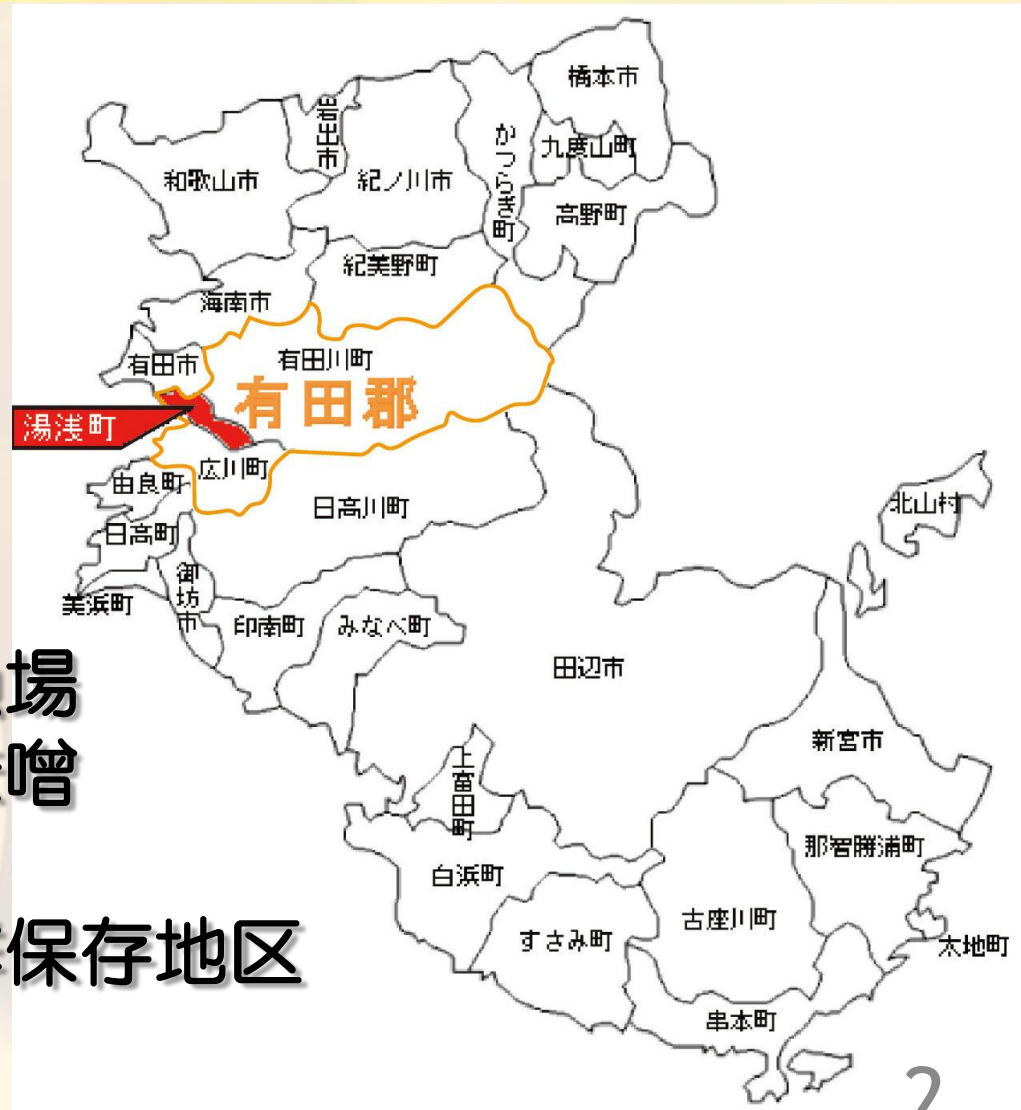 橋本市
岩出市
かつらぎ町
九度山町
和歌山市
紀ノ川市
高野町
紀美野町
海南市
有田市
有田川町
有田郡
湯浅町
広川町
由良町
日高川町
北山村
日高町
御坊市
美浜町
印南町
みなべ町
田辺市
場
噌
新宮市
上富田町
那智勝浦町
白浜町
古座川町
保存地区
すさみ町
太地町
串本町
2